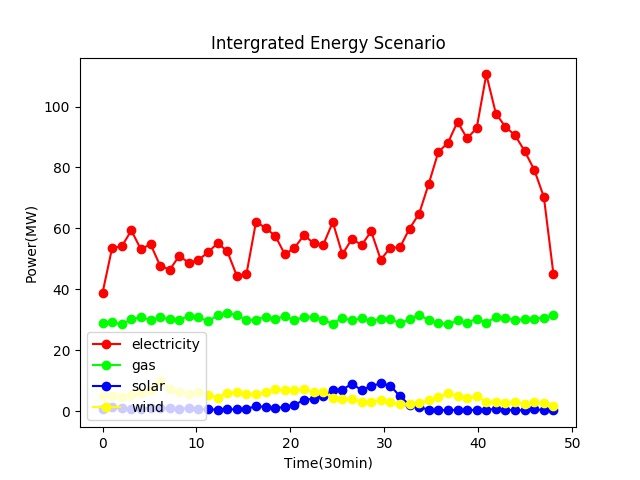 Intergrated Energy Scenario
Power(MW)
100
80
60
40
20
0
electricity
gas
solar
wind
0 10 20 30 40 50
Time(30min)